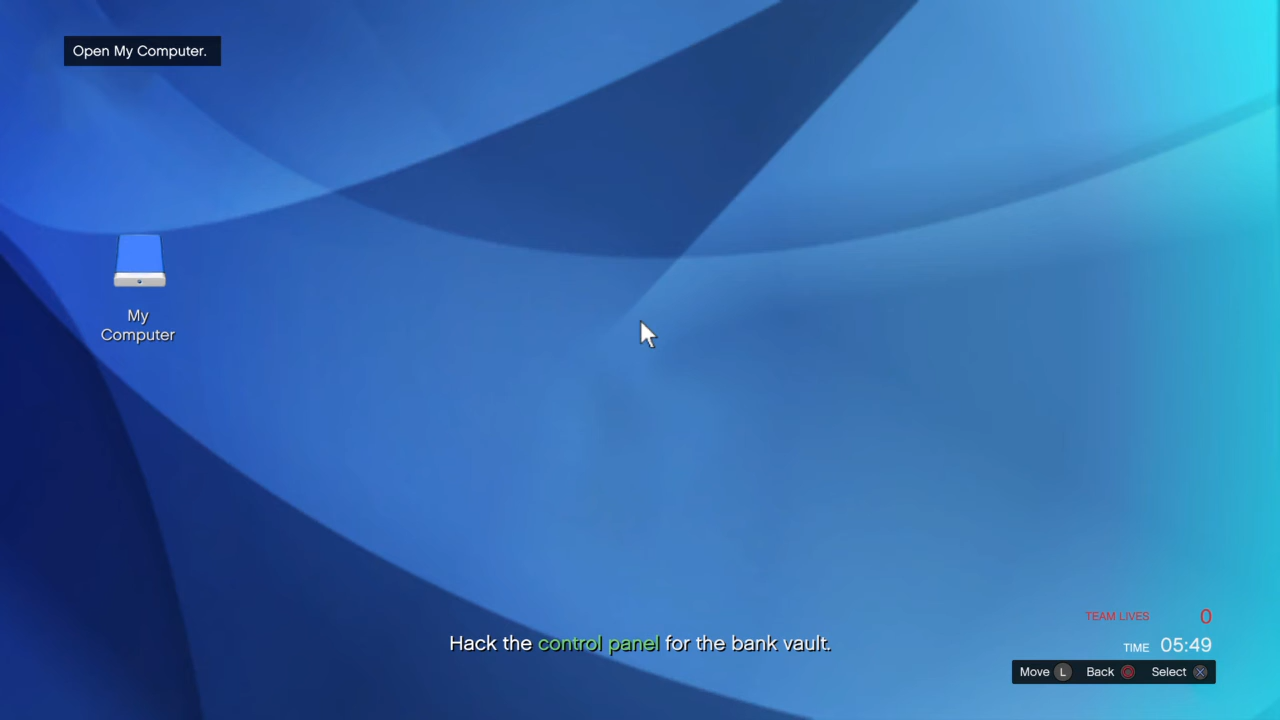 Open My Computer.
My
Computer
Hack the control panel for the bank vault.
TEAM LIVES 0
TIME 05:49
Move L Back Select